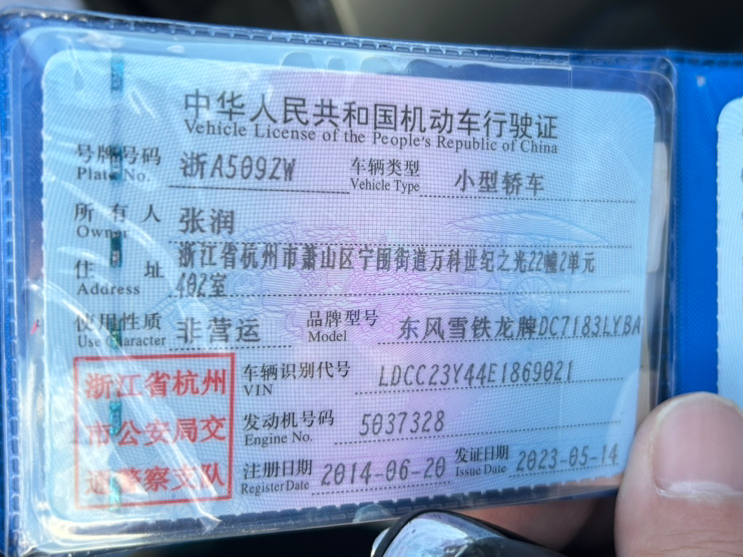 中华人民共和国机动车行驶证
Vehicle License of the People's Republic of China
号牌号码 浙A509ZW 车辆类型 小型轿车
Plate No. Vehicle Type
所有人 张润
Owner
住址 浙江省杭州市萧山区宁围街道万科世纪之光22幢2单元
Address 402室
使用性质 非营运 品牌型号 东风雪铁龙牌DC7183LYBA
Use Character Model
浙江省杭州
市公安局交
通警察支队
车辆识别代号 LDCC23Y44E1869021
VIN
发动机号码 5037328
Engine No.
注册日期 2014-06-20 发证日期 2023-05-14
Register Date Issue Date